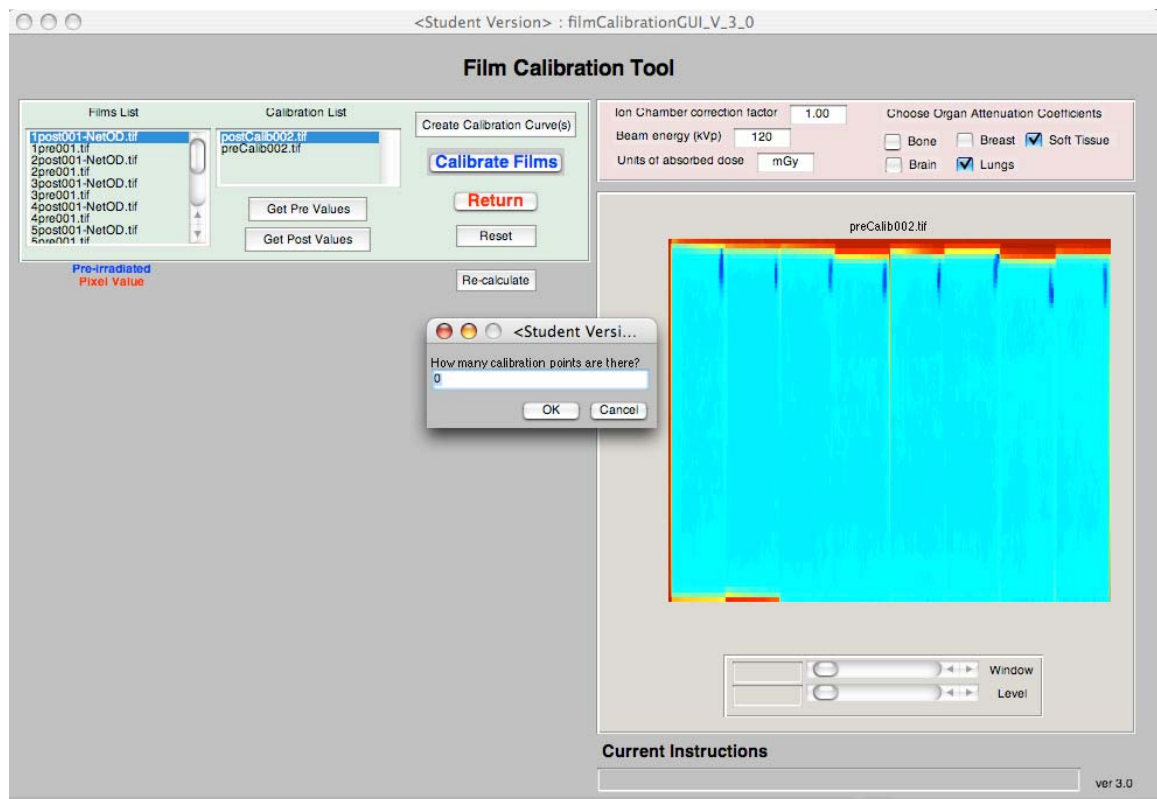 <Student Version> : filmCalibrationGUI_V_3_0
Film Calibration Tool
Films List
1post001-NetOD.tif
1pre001.tif
2post001-NetOD.tif
2pre001.tif
3post001-NetOD.tif
3pre001.tif
4post001-NetOD.tif
4pre001.tif
5post001-NetOD.tif
5pre001.tif
Calibration List
postCalib002.tif
preCalib002.tif
Get Pre Values
Get Post Values
Create Calibration Curve(s)
Calibrate Films
Return
Reset
Re-calculate
Pre-irradiated
Pixel Value
Ion Chamber correction factor 1.00
Beam energy (kVp) 120
Units of absorbed dose mGy
Choose Organ Attenuation Coefficients
Bone Breast Soft Tissue
Brain Lungs
<Student Versi...
How many calibration points are there?
0
OK Cancel
preCalib002.tif
Window
Level
Current Instructions
ver 3.0